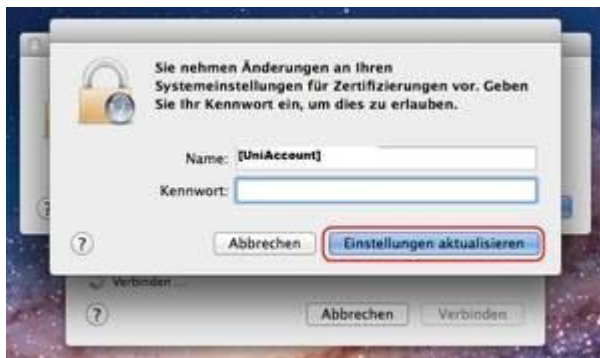 Sie nehmen Änderungen an Ihren
Systemeinstellungen für Zertifizierungen vor. Geben
Sie Ihr Kennwort ein, um dies zu erlauben.
Name: [UniAccount]
Kennwort:
? Abbrechen Einstellungen aktualisieren
Verbinden ...
? Abbrechen Verbinden